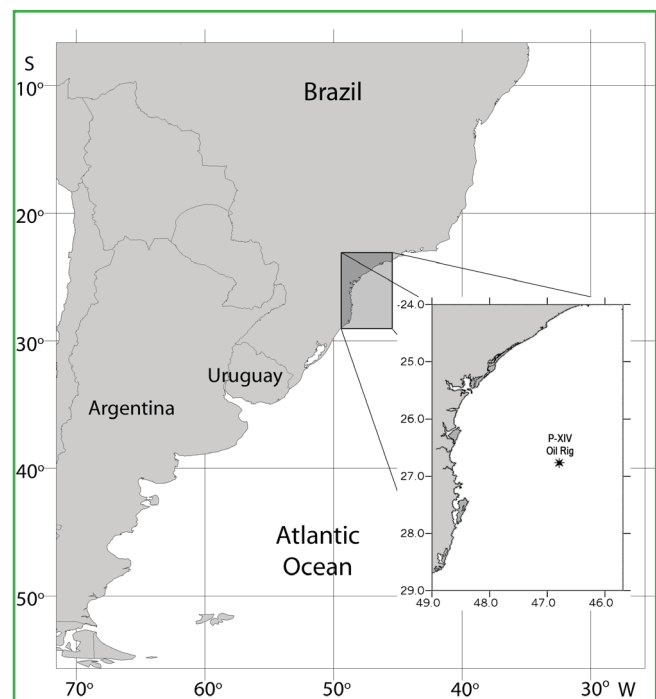 S
10°
Brazil
20°
30°
Uruguay
Argentina
40°
Atlantic
Ocean
50°
70°
60°
50°
40°
30° W
-24.0
25.0
26.0
P-XIV
Oil Rig
27.0
28.0
29.0
49.0
48.0
47.0
46.0